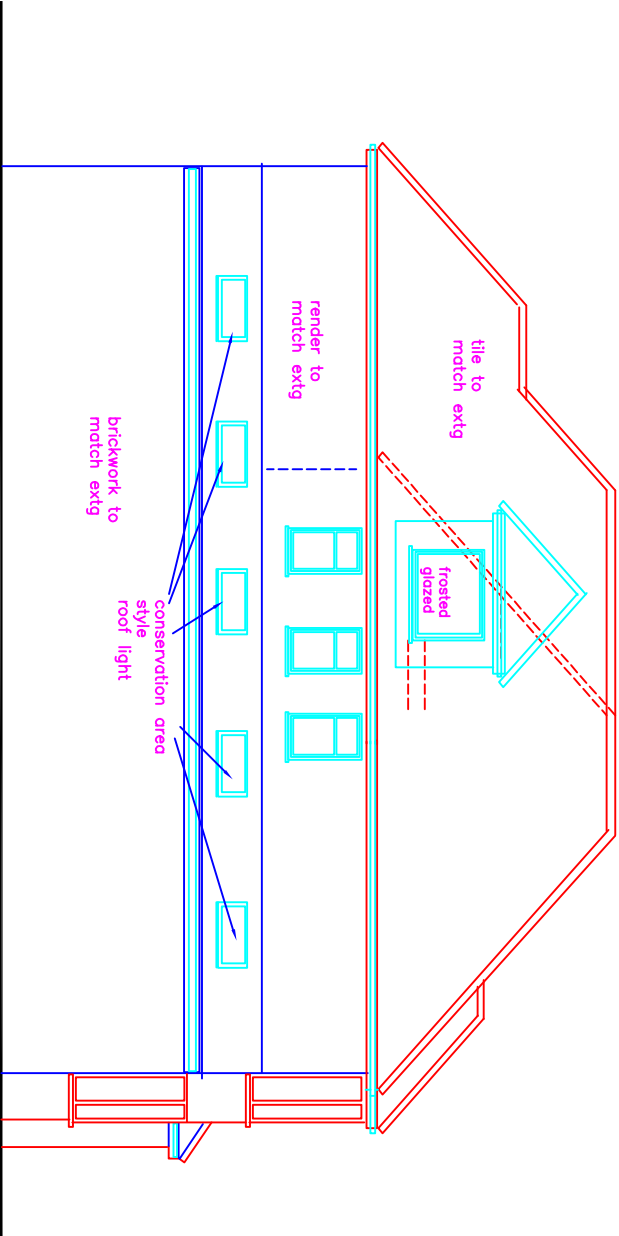 tile to
match extg
frosted
glazed
render to
match extg
conservation area
style
roof light
brickwork to
match extg